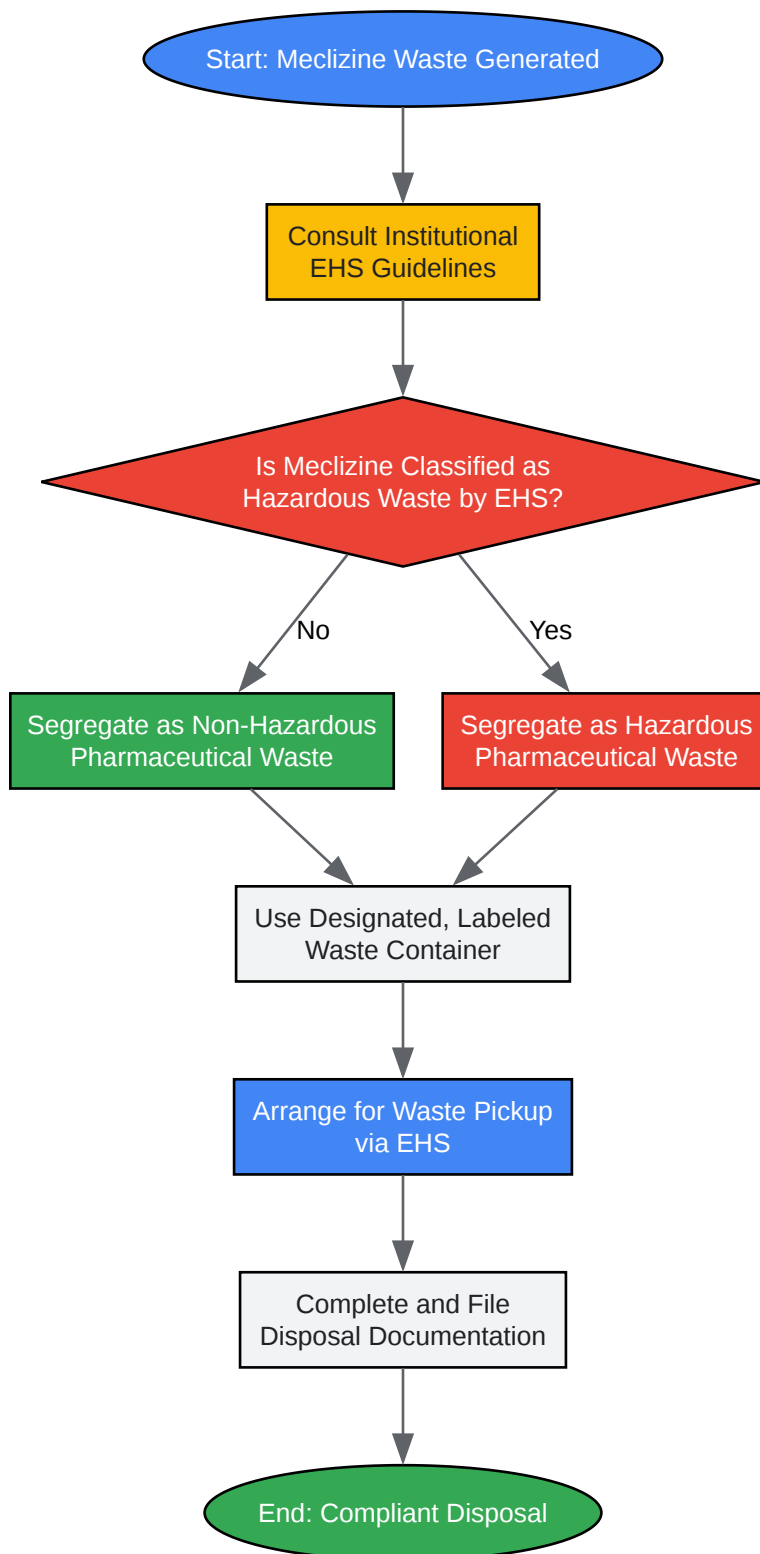 Start: Meclizine Waste Generated
Consult Institutional
EHS Guidelines
Is Meclizine Classified as
Hazardous Waste by EHS?
No
Yes
Segregate as Non-Hazardous
Pharmaceutical Waste
Segregate as Hazardous
Pharmaceutical Waste
Use Designated, Labeled
Waste Container
Arrange for Waste Pickup
via EHS
Complete and File
Disposal Documentation
End: Compliant Disposal